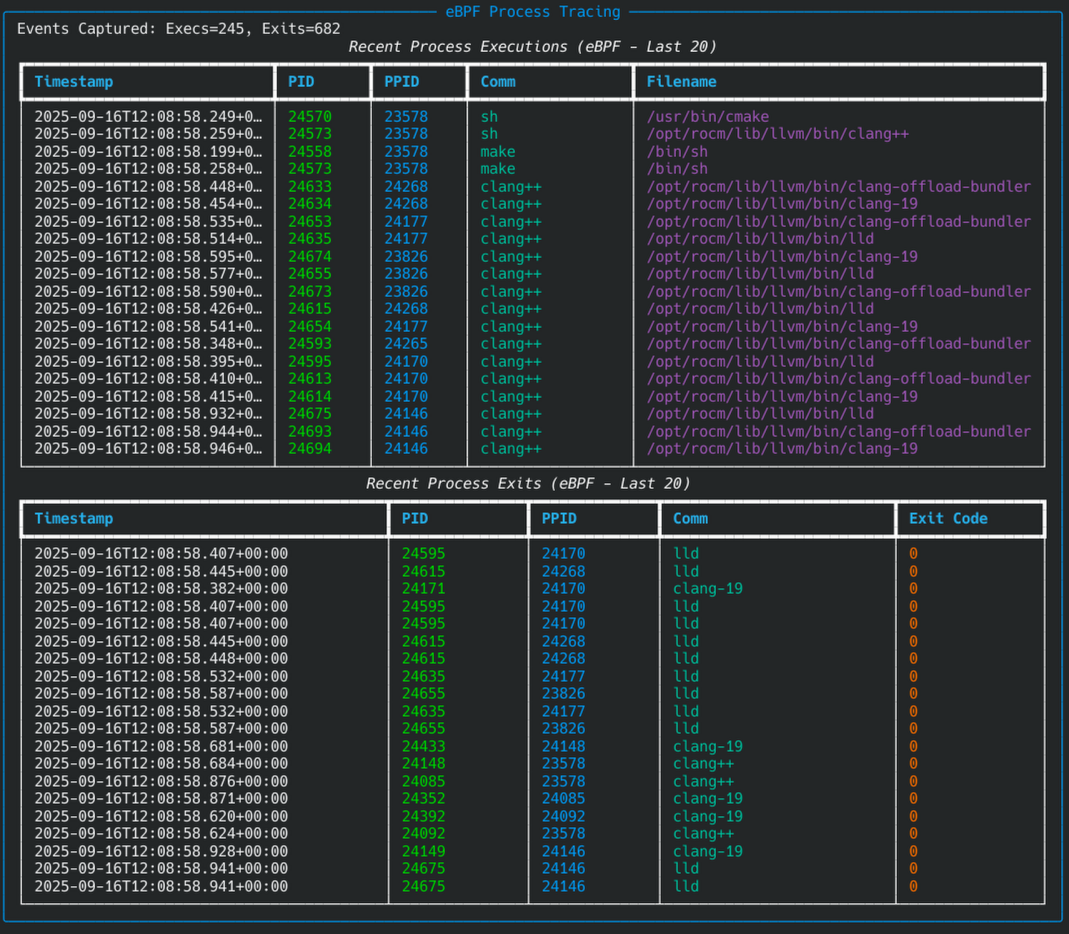 eBPF Process Tracing
Events Captured: Execs=245, Exits=682
Recent Process Executions (eBPF - Last 20)
Timestamp PID PPID Comm Filename
2025-09-16T12:08:58.249+0… 24570 23578 sh /usr/bin/cmake
2025-09-16T12:08:58.259+0… 24573 23578 sh /opt/rocm/lib/llvm/bin/clang++
2025-09-16T12:08:58.199+0… 24558 23578 make /bin/sh
2025-09-16T12:08:58.258+0… 24573 23578 make /bin/sh
2025-09-16T12:08:58.448+0… 24633 24268 clang++ /opt/rocm/lib/llvm/bin/clang-offload-bundler
2025-09-16T12:08:58.454+0… 24634 24268 clang++ /opt/rocm/lib/llvm/bin/clang-19
2025-09-16T12:08:58.535+0… 24653 24177 clang++ /opt/rocm/lib/llvm/bin/clang-offload-bundler
2025-09-16T12:08:58.514+0… 24635 24177 clang++ /opt/rocm/lib/llvm/bin/lld
2025-09-16T12:08:58.595+0… 24674 23826 clang++ /opt/rocm/lib/llvm/bin/clang-19
2025-09-16T12:08:58.577+0… 24655 23826 clang++ /opt/rocm/lib/llvm/bin/lld
2025-09-16T12:08:58.590+0… 24673 23826 clang++ /opt/rocm/lib/llvm/bin/clang-offload-bundler
2025-09-16T12:08:58.426+0… 24615 24268 clang++ /opt/rocm/lib/llvm/bin/lld
2025-09-16T12:08:58.541+0… 24654 24177 clang++ /opt/rocm/lib/llvm/bin/clang-19
2025-09-16T12:08:58.348+0… 24593 24265 clang++ /opt/rocm/lib/llvm/bin/clang-offload-bundler
2025-09-16T12:08:58.395+0… 24595 24170 clang++ /opt/rocm/lib/llvm/bin/lld
2025-09-16T12:08:58.410+0… 24613 24170 clang++ /opt/rocm/lib/llvm/bin/clang-offload-bundler
2025-09-16T12:08:58.415+0… 24614 24170 clang++ /opt/rocm/lib/llvm/bin/clang-19
2025-09-16T12:08:58.932+0… 24675 24146 clang++ /opt/rocm/lib/llvm/bin/lld
2025-09-16T12:08:58.944+0… 24693 24146 clang++ /opt/rocm/lib/llvm/bin/clang-offload-bundler
2025-09-16T12:08:58.946+0… 24694 24146 clang++ /opt/rocm/lib/llvm/bin/clang-19
Recent Process Exits (eBPF - Last 20)
Timestamp PID PPID Comm Exit Code
2025-09-16T12:08:58.407+00:00 24595 24170 lld 0
2025-09-16T12:08:58.445+00:00 24615 24268 lld 0
2025-09-16T12:08:58.382+00:00 24171 24170 clang-19 0
2025-09-16T12:08:58.407+00:00 24595 24170 lld 0
2025-09-16T12:08:58.407+00:00 24595 24170 lld 0
2025-09-16T12:08:58.445+00:00 24615 24268 lld 0
2025-09-16T12:08:58.448+00:00 24615 24268 lld 0
2025-09-16T12:08:58.532+00:00 24635 24177 lld 0
2025-09-16T12:08:58.587+00:00 24655 23826 lld 0
2025-09-16T12:08:58.532+00:00 24635 24177 lld 0
2025-09-16T12:08:58.587+00:00 24655 23826 lld 0
2025-09-16T12:08:58.681+00:00 24433 24148 clang-19 0
2025-09-16T12:08:58.684+00:00 24148 23578 clang++ 0
2025-09-16T12:08:58.876+00:00 24085 23578 clang++ 0
2025-09-16T12:08:58.871+00:00 24352 24085 clang-19 0
2025-09-16T12:08:58.620+00:00 24392 24092 clang-19 0
2025-09-16T12:08:58.624+00:00 24092 23578 clang++ 0
2025-09-16T12:08:58.928+00:00 24149 24146 clang-19 0
2025-09-16T12:08:58.941+00:00 24675 24146 lld 0
2025-09-16T12:08:58.941+00:00 24675 24146 lld 0